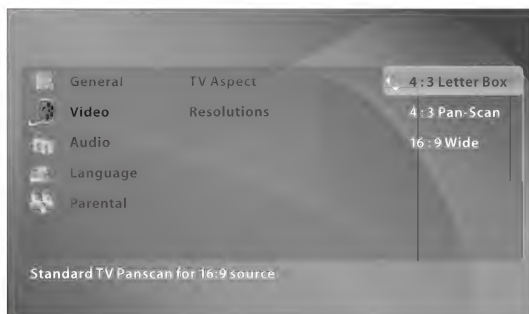 General TV Aspect 4 : 3 Letter Box
Video Resolutions 4 : 3 Pan-Scan
Audio 16 : 9 Wide
Language
Parental
Standard TV Panscan for 16:9 source